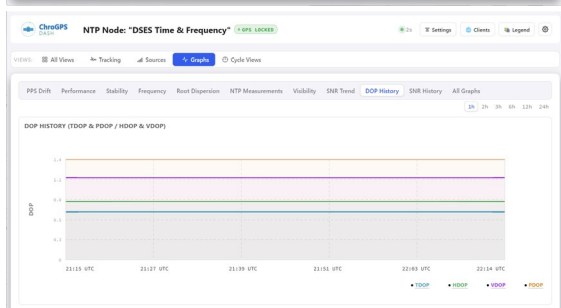 ChroGPS
DASH
NTP Node: "DSES Time & Frequency"
GPS LOCKED
2s
Settings
Clients
Legend
VIEWS
All Views
Tracking
Sources
Graphs
Cycle Views
PPS Drift
Performance
Stability
Frequency
Root Dispersion
NTP Measurements
Visibility
SNR Trend
DOP History
SNR History
All Graphs
1h 2h 3h 6h 12h 24h
DOP HISTORY (TDOP & PDOP / HDOP & VDOP)
DOP
0
21:15 UTC
21:27 UTC
21:39 UTC
21:51 UTC
22:03 UTC
22:14 UTC
TDOP
HDOP
VDOP
PDOP